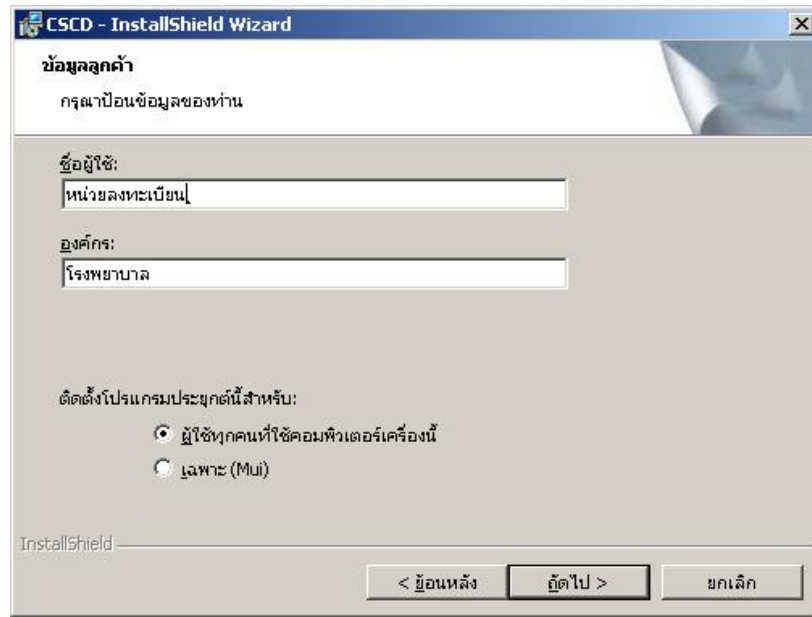 CSCD - InstallShield Wizard
ข้อมูลลูกค้า
กรุณาป้อนข้อมูลของท่าน
ชื่อผู้ใช้:
หน่วยลงทะเบียน
องค์กร:
โรงพยาบาล
ติดตั้งโปรแกรมประยุกต์นี้สำหรับ:
ผู้ใช้ทุกคนที่ใช้คอมพิวเตอร์เครื่องนี้
เฉพาะ (Mui)
InstallShield
< ย้อนหลัง ถัดไป > ยกเลิก